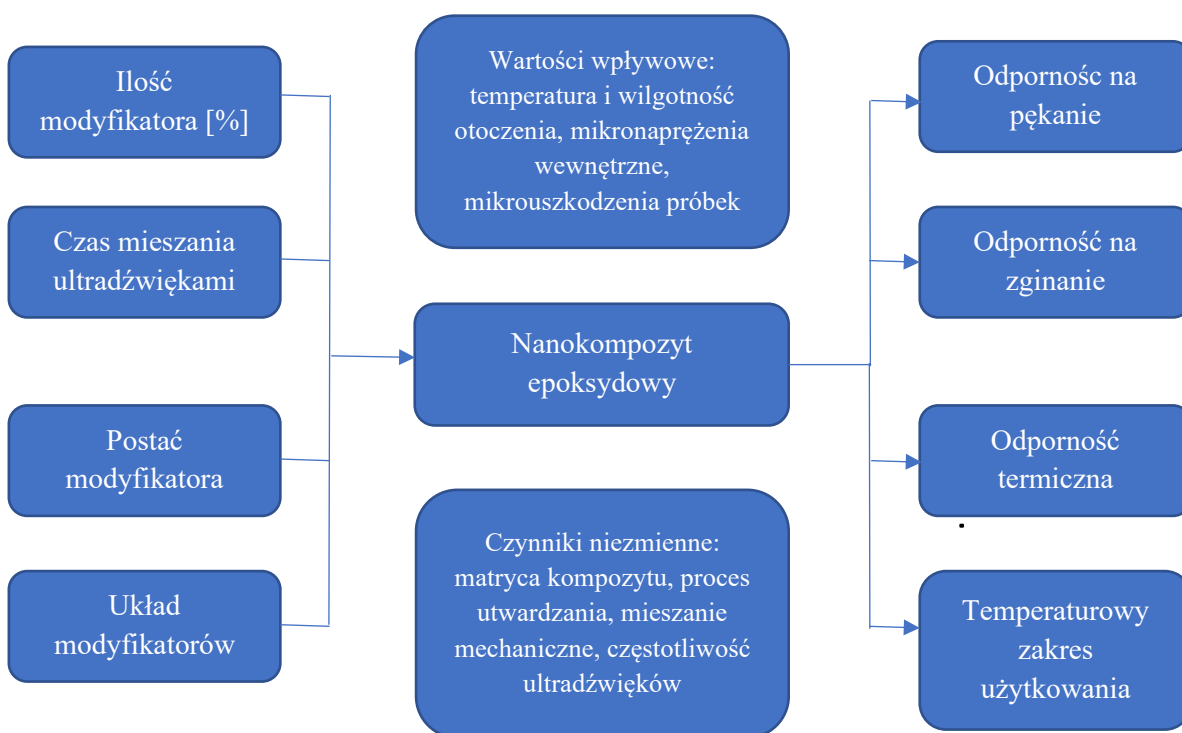 Ilość
modyfikatora [%]
Czas mieszania
ultradźwiękami
Postać
modyfikatora
Układ
modyfikatorów
Wartości wpływowe:
temperatura i wilgotność
otoczenia, mikronaprężenia
wewnętrzne,
mikrouszkodzenia próbek
Nanokompozyt
epoksydowy
Czynniki niezmienne:
matryca kompozytu, proces
utwardzania, mieszanie
mechaniczne, częstotliwość
ultradźwięków
Odpornośc na
pękanie
Odporność na
zginanie
Odporność
termiczna
.
Temperaturowy
zakres
użytkowania